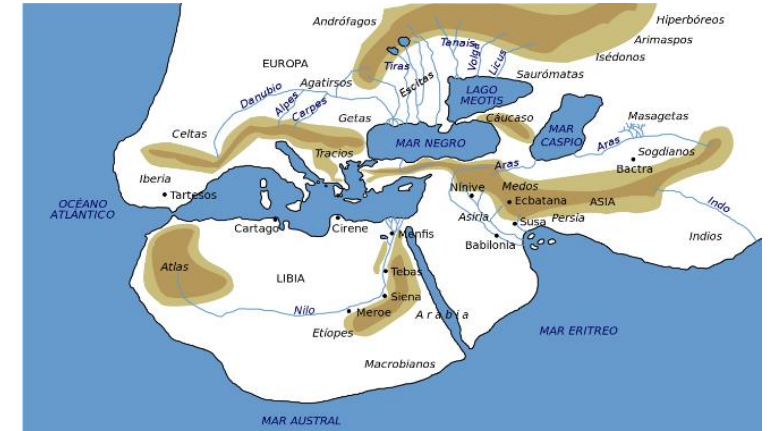 Andrófagos
Hiperbóreos
Arimaspos
Isédonos
Tanais
Volga
Licus
EUROPA
Tiras
Escitas
Saurómatas
Agatirsos
Danubio
Alpes
Carpes
LAGO
MEOTIS
Getas
Cáucaso
Masagetas
Celtas
MAR NEGRO
MAR
CASPIO
Aras
Sogdianos
Tracios
Aras
Bactra
Iberia
Tartesos
Nínive
Medos
Ecbatana
ASIA
OCÉANO
ATLÁNTICO
Cartago
Cirene
Menfis
Asiria
Susa
Persia
Indo
Babilonia
Indios
Atlas
LIBIA
Tebas
Siena
Nilo
Meroe
Arabia
Etíopes
MAR ERITREO
Macrobianos
MAR AUSTRAL